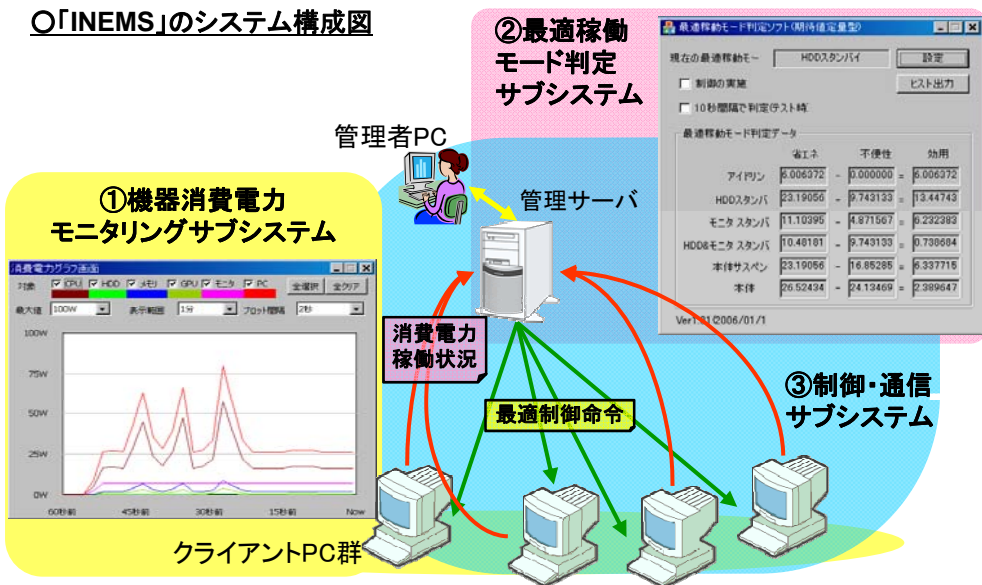 〇「INEMS」のシステム構成図
②最適稼働
モード判定
サブシステム
最適稼動モード判定ソフト(期待値定量型)
現在の最適稼働モー
HDDスタンバイ
設定
制御の実施
ヒスト出力
10秒間隔で判定(テスト時
最適稼動モード判定データ
省エネ 不便性 効用
アイドリン 6.006372 - 0.000000 = 6.006372
HDDスタンバ 23.19056 - 9.743133 = 13.44743
モニタ スタンバ 11.10395 - 4.871567 = 6.232383
HDD&モニタ スタンバ 10.48181 - 9.743133 = 0.738684
本体サスペン 23.19056 - 16.85285 = 6.337715
本体 26.52434 - 24.13469 = 2.389647
管理者PC
管理サーバ
①機器消費電力
モニタリングサブシステム
消費電力グラフ画面
対象 CPU HDD メモリ GPU モニタ PC 全選択 全クリア
最大値 100W 表示範囲 1分 プロット間隔 2秒
100W
75W
50W
25W
0W
60秒前 45秒前 30秒前 15秒前 Now
消費電力
稼働状況
最適制御命令
③制御・通信
サブシステム
クライアントPC群